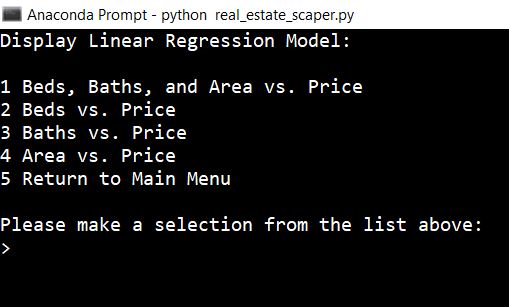 Anaconda Prompt - python  real_estate_scaper.py
Display Linear Regression Model:
1 Beds, Baths, and Area vs. Price
2 Beds vs. Price
3 Baths vs. Price
4 Area vs. Price
5 Return to Main Menu
Please make a selection from the list above:
>